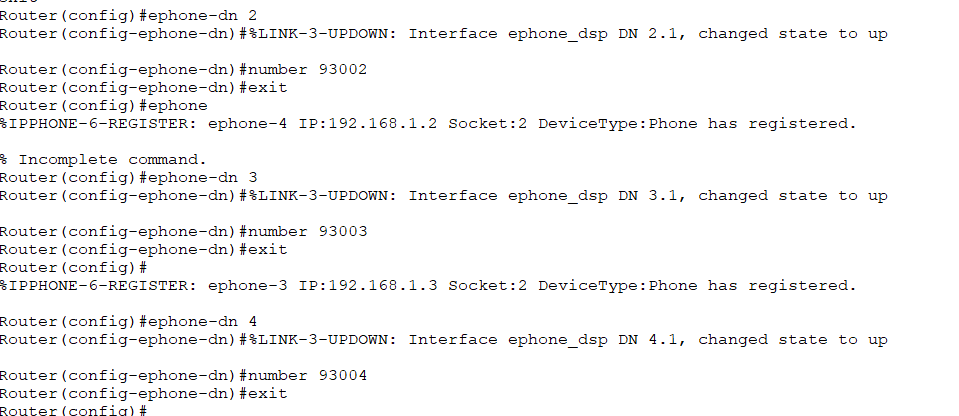 Router(config)#ephone-dn 2
Router(config-ephone-dn)#%LINK-3-UPDOWN: Interface ephone_dsp DN 2.1, changed state to up
Router(config-ephone-dn)#number 93002
Router(config-ephone-dn)#exit
Router(config)#ephone
%IPPHONE-6-REGISTER: ephone-4 IP:192.168.1.2 Socket:2 DeviceType:Phone has registered.
% Incomplete command.
Router(config)#ephone-dn 3
Router(config-ephone-dn)#%LINK-3-UPDOWN: Interface ephone_dsp DN 3.1, changed state to up
Router(config-ephone-dn)#number 93003
Router(config-ephone-dn)#exit
Router(config)#
%IPPHONE-6-REGISTER: ephone-3 IP:192.168.1.3 Socket:2 DeviceType:Phone has registered.
Router(config)#ephone-dn 4
Router(config-ephone-dn)#%LINK-3-UPDOWN: Interface ephone_dsp DN 4.1, changed state to up
Router(config-ephone-dn)#number 93004
Router(config-ephone-dn)#exit
Router(config)#